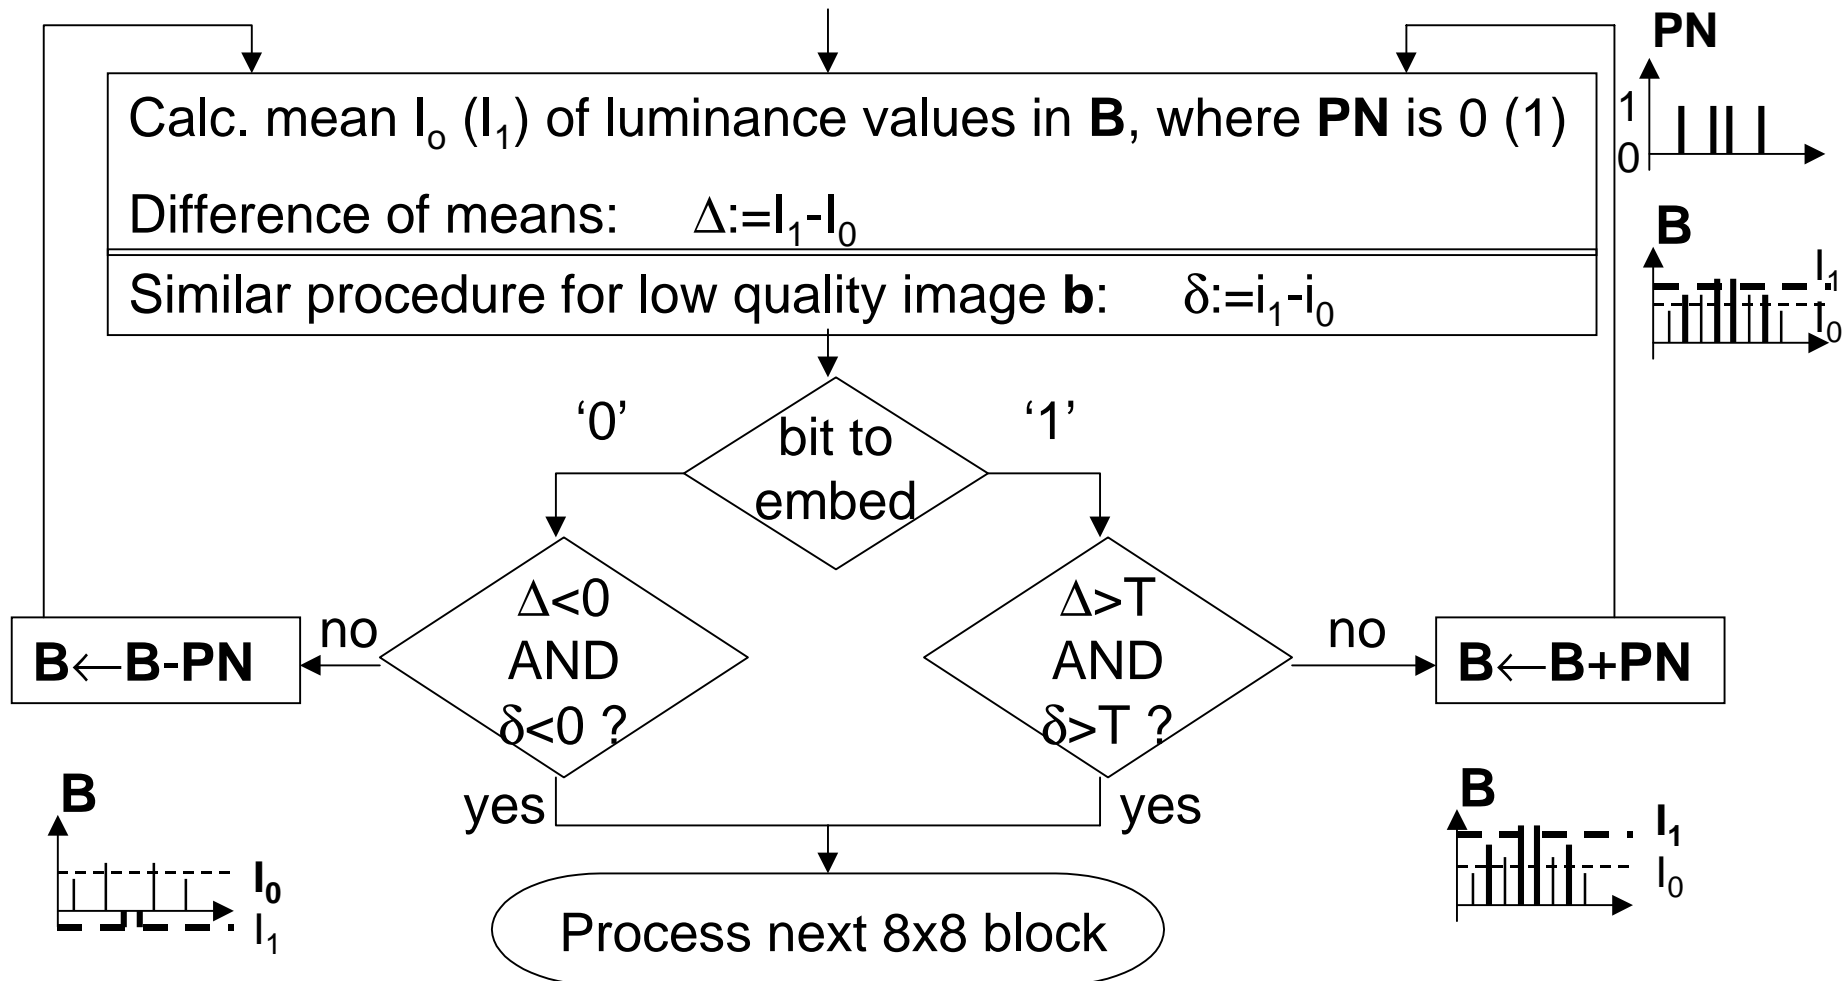 PN
1
0
Calc. mean Iₒ (I₁) of luminance values in B, where PN is 0 (1)
Difference of means: Δ:=I₁-I₀
B
I₁
I₀
Similar procedure for low quality image b: δ:=i₁-i₀
‘0’
bit to
embed
‘1’
Δ<0
AND
δ<0 ?
Δ>T
AND
δ>T ?
no
B←B-PN
no
B←B+PN
yes
yes
B
I₀
I₁
B
I₁
I₀
Process next 8x8 block